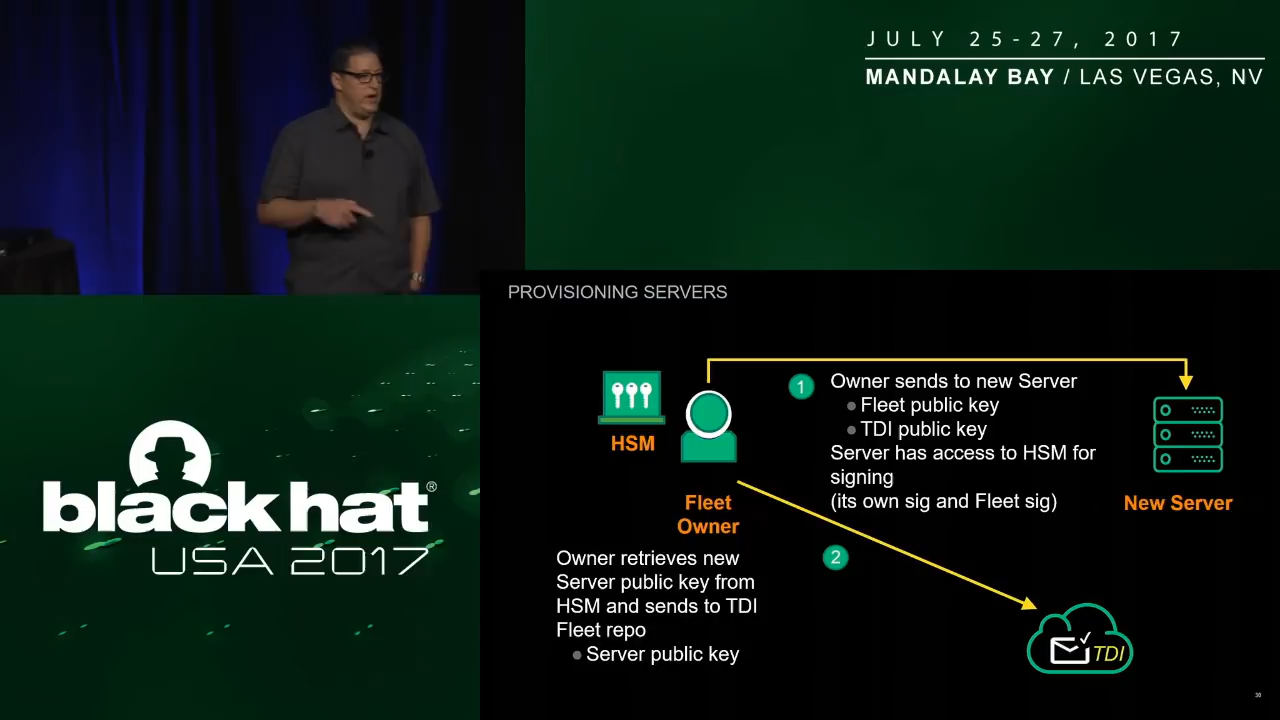 JULY 25-27, 2017
MANDALAY BAY / LAS VEGAS, NV
PROVISIONING SERVERS
HSM
Fleet
Owner
1
Owner sends to new Server
Fleet public key
TDI public key
Server has access to HSM for
signing
(its own sig and Fleet sig)
New Server
2
Owner retrieves new
Server public key from
HSM and sends to TDI
Fleet repo
Server public key
TDI
black hat®
USA 2017
30